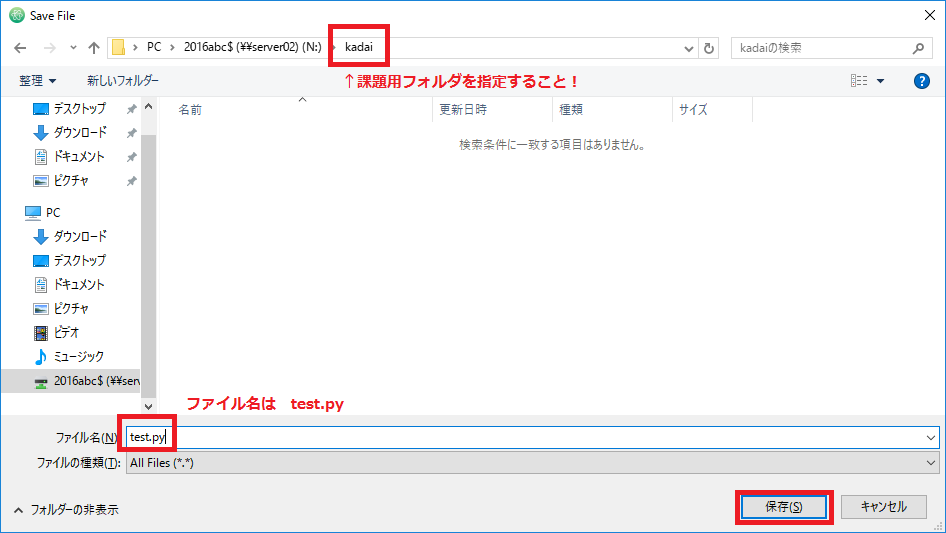 Save File
PC › 2016abc$ (¥¥server02) (N:) › kadai
kadaiの検索
整理 新しいフォルダー
↑課題用フォルダを指定すること！
デスクトップ
ダウンロード
ドキュメント
ピクチャ
PC
ダウンロード
デスクトップ
ドキュメント
ピクチャ
ビデオ
ミュージック
2016abc$ (¥¥serv
名前 更新日時 種類 サイズ
検索条件に一致する項目はありません。
ファイル名は test.py
ファイル名(N): test.py
ファイルの種類(T): All Files (*.*)
フォルダーの非表示
保存(S) キャンセル